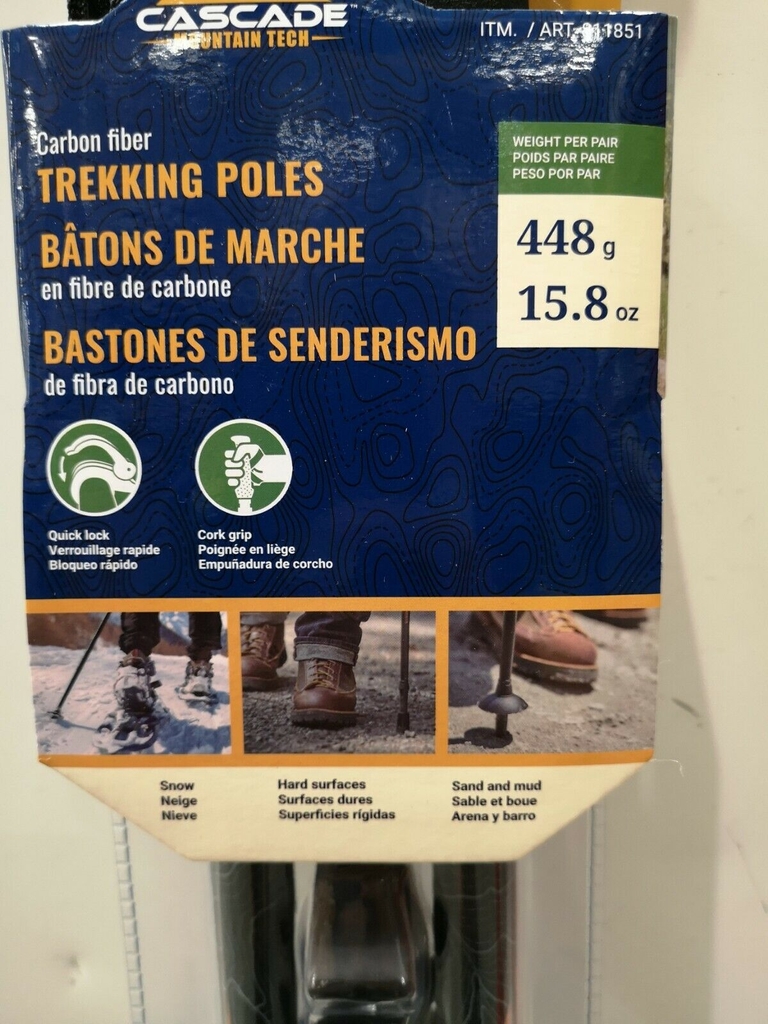 CASCADE
MOUNTAIN TECH
ITM. / ART.
Carbon fiber
TREKKING POLES
BÂTONS DE MARCHE
en fibre de carbone
BASTONES DE SENDERISMO
de fibra de carbono
WEIGHT PER PAIR
POIDS PAR PAIRE
PESO POR PAR
448 g
15.8 oz
Quick lock
Verrouillage rapide
Bloqueo rápido
Cork grip
Poignée en liège
Empuñadura de corcho
Snow
Neige
Nieve
Hard surfaces
Surfaces dures
Superficies rígidas
Sand and mud
Sable et boue
Arena y barro